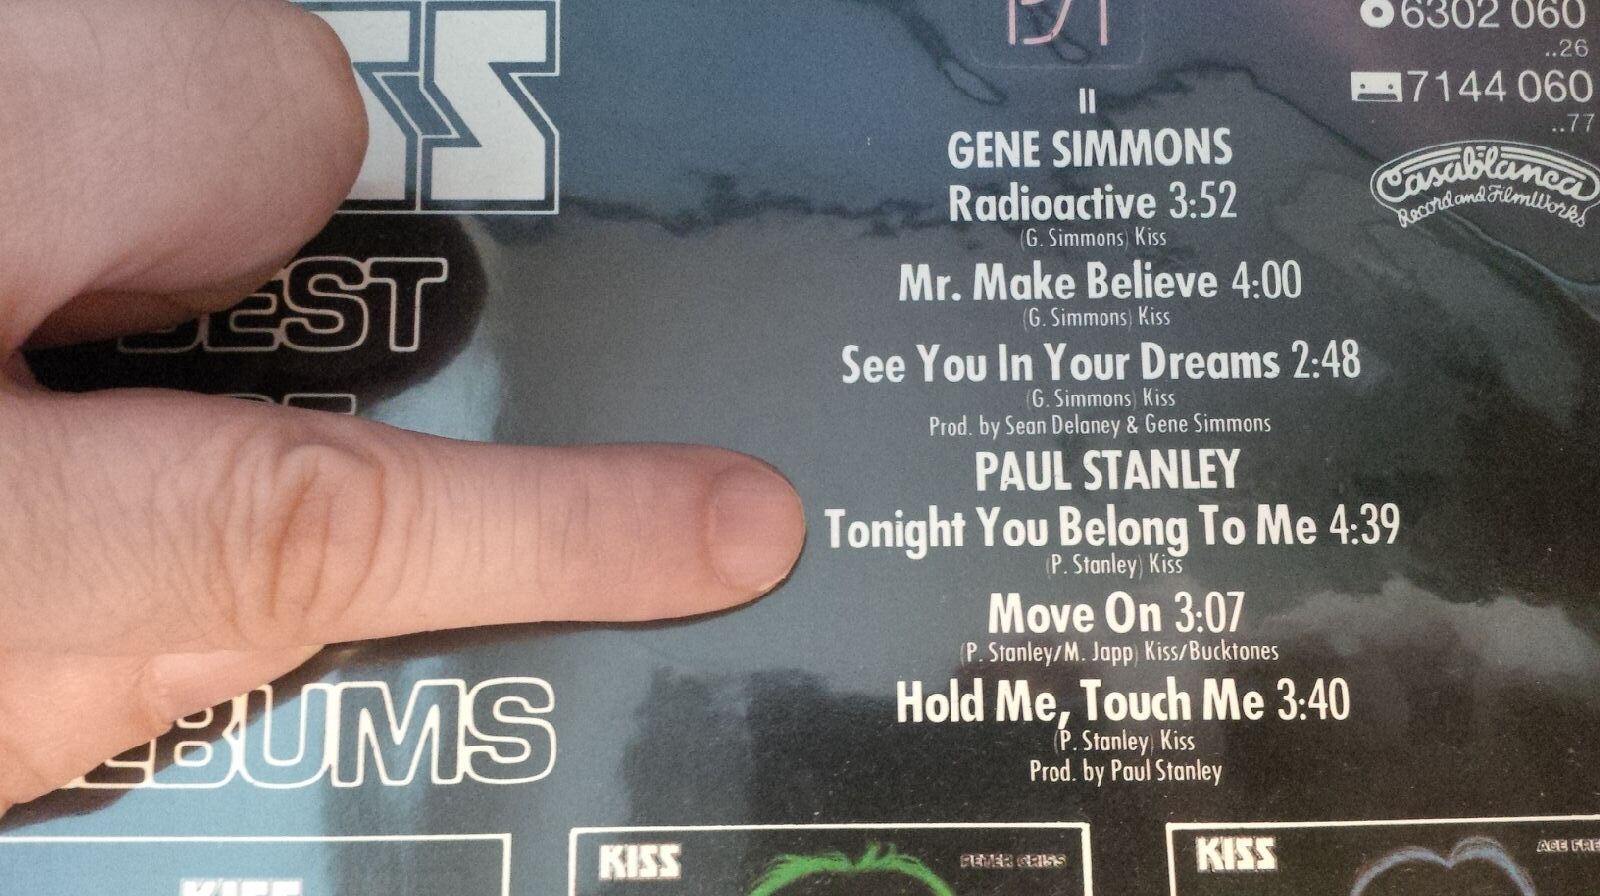 6302 060
..26
7144 060
..77
Casablanca
Record and FilmWorks
BEST
ALBUMS
II
GENE SIMMONS
Radioactive 3:52
(G. Simmons) Kiss
Mr. Make Believe 4:00
(G. Simmons) Kiss
See You In Your Dreams 2:48
(G. Simmons) Kiss
Prod. by Sean Delaney & Gene Simmons
PAUL STANLEY
Tonight You Belong To Me 4:39
(P. Stanley) Kiss
Move On 3:07
(P. Stanley/M. Japp) Kiss/Bucktones
Hold Me, Touch Me 3:40
(P. Stanley) Kiss
Prod. by Paul Stanley
KISS
KISS
PETER CRISS
KISS